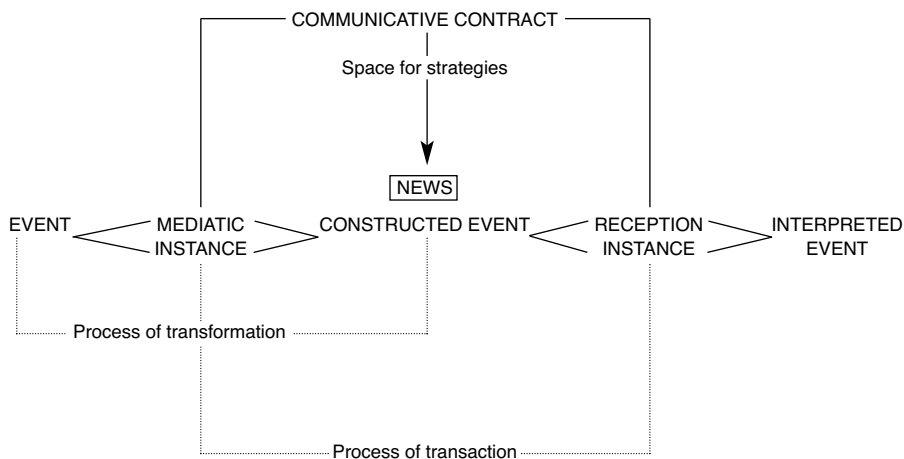 COMMUNICATIVE CONTRACT
Space for strategies
NEWS
EVENT
MEDIATIC
INSTANCE
CONSTRUCTED EVENT
RECEPTION
INSTANCE
INTERPRETED
EVENT
Process of transformation
Process of transaction